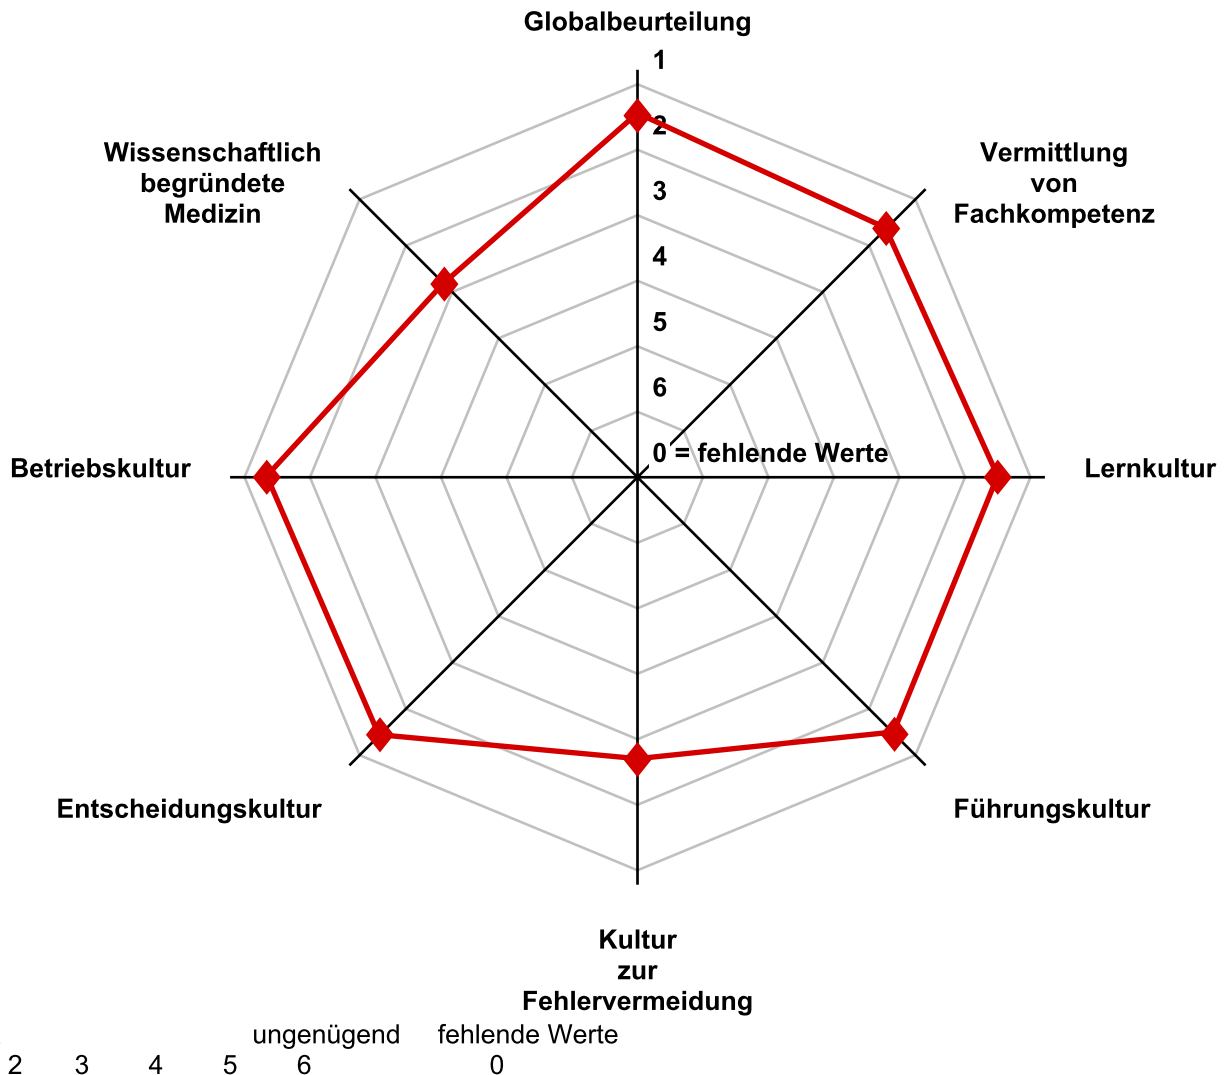 Globalbeurteilung
1
2
3
4
5
6
0 = fehlende Werte
Wissenschaftlich
begründete
Medizin
Vermittlung
von
Fachkompetenz
Betriebskultur
Lernkultur
Entscheidungskultur
Führungskultur
Kultur
zur
Fehlervermeidung
ungenügend fehlende Werte
2 3 4 5 6 0